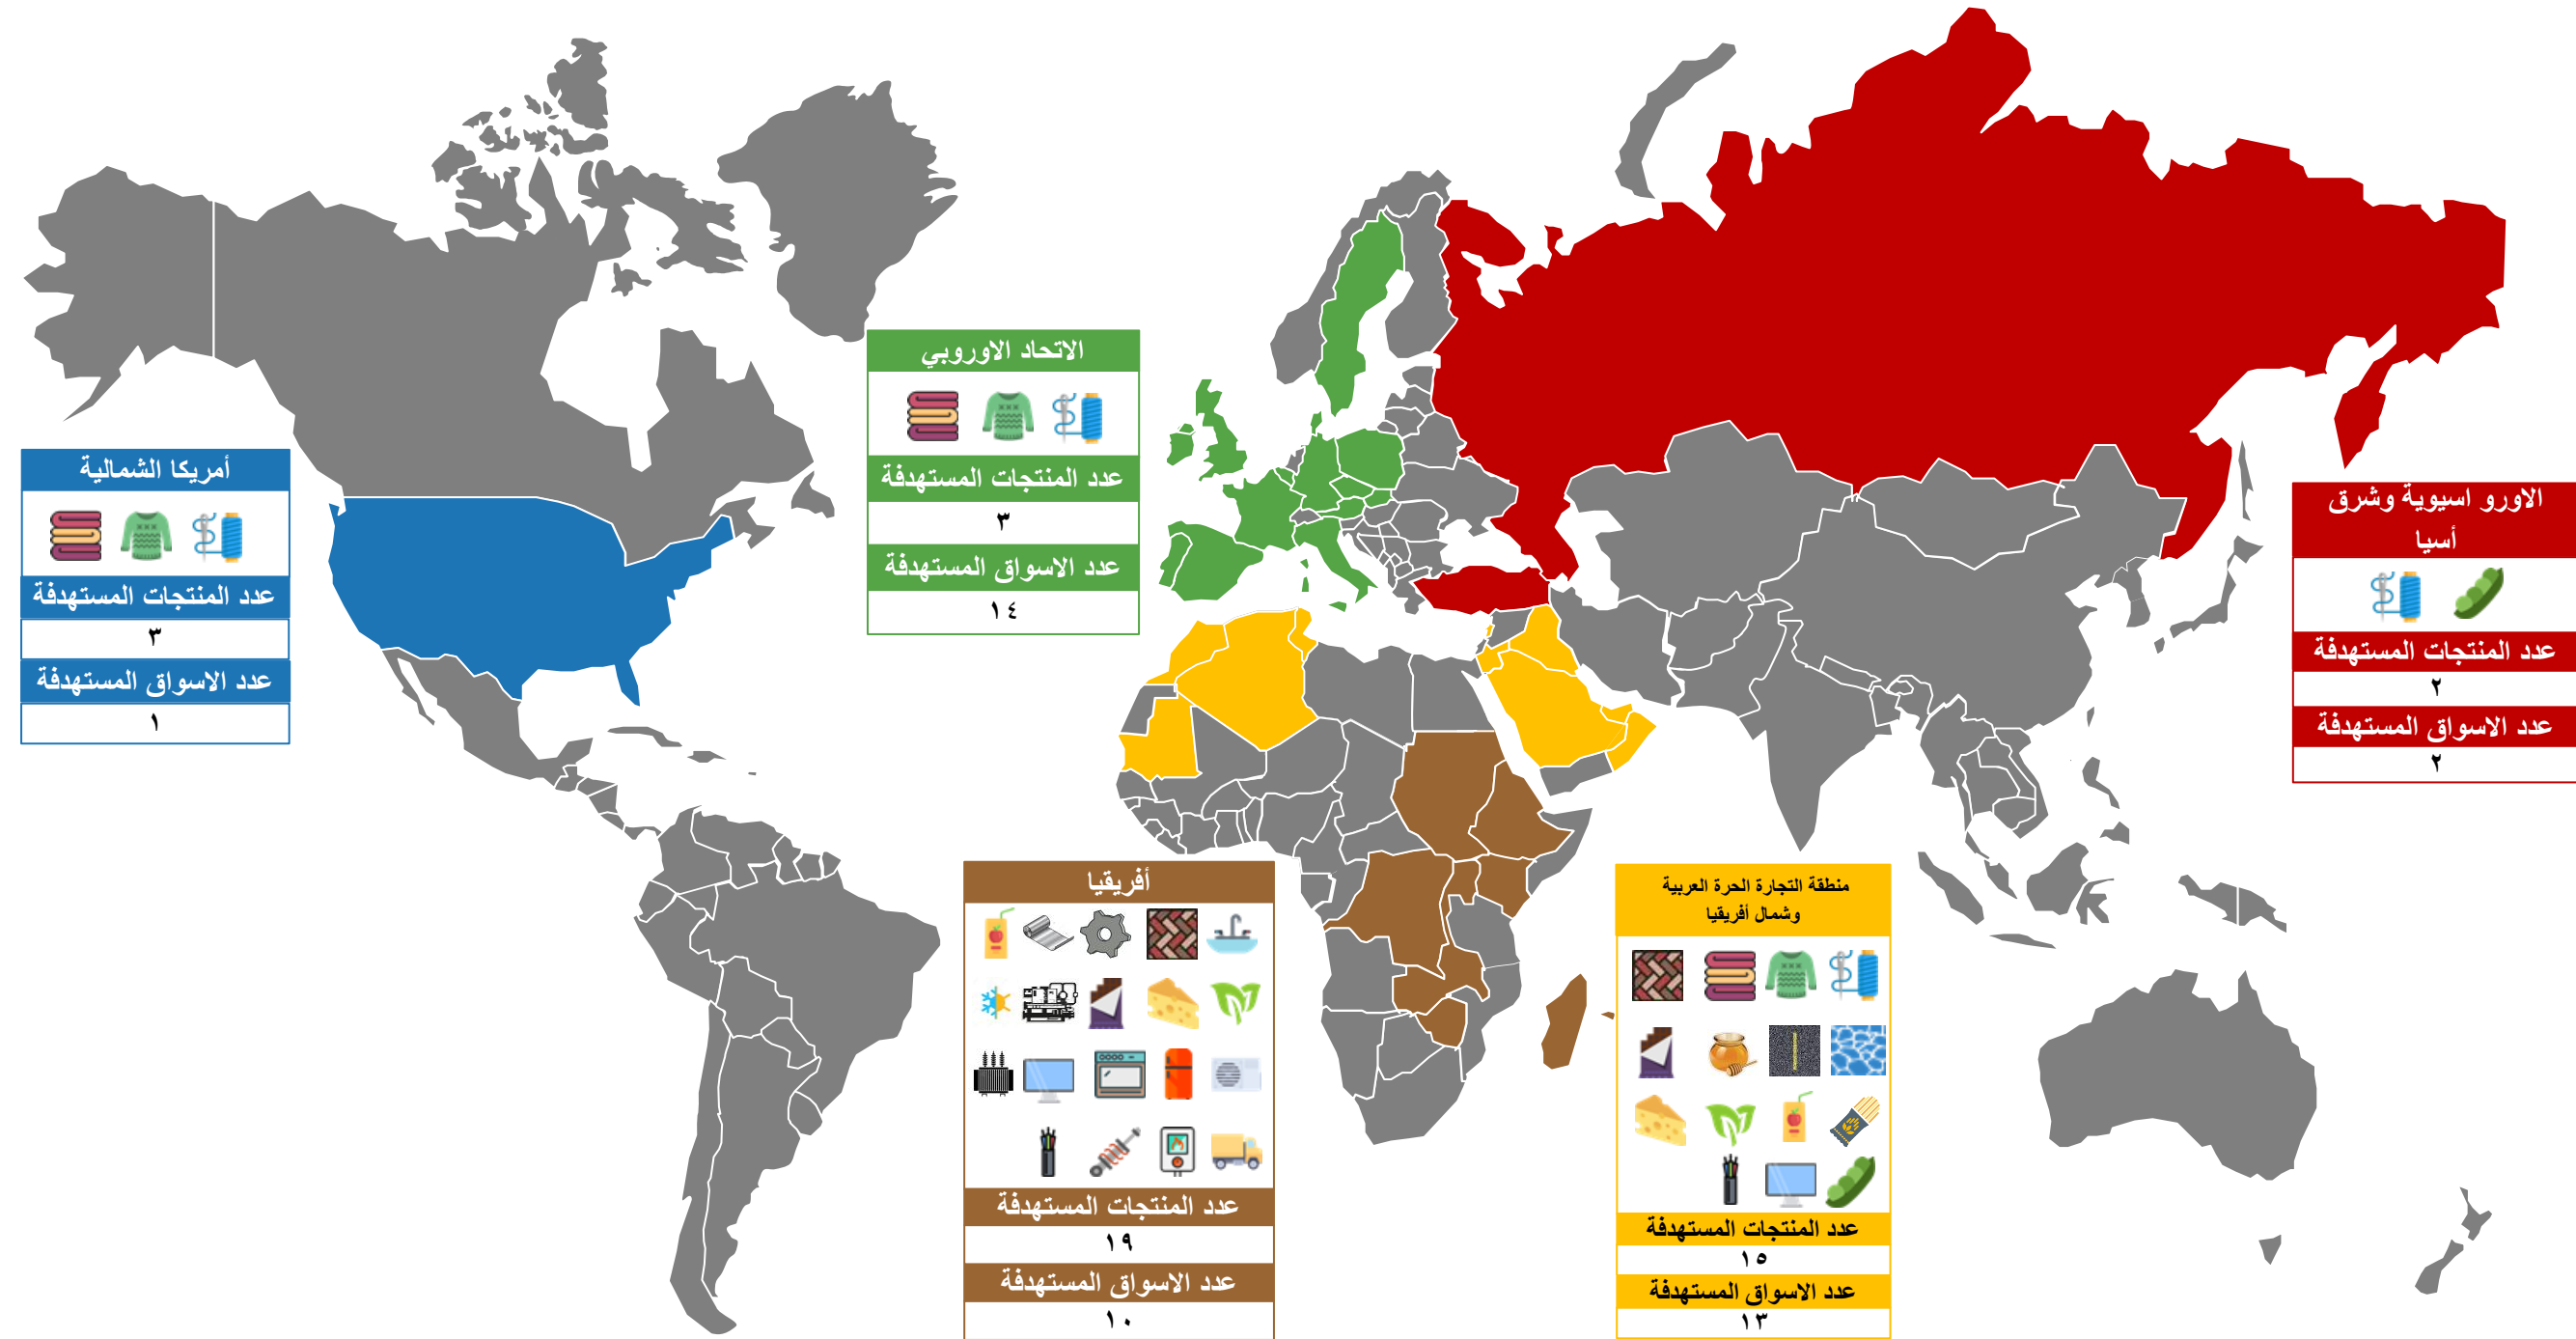 الاتحاد الاوروبي
عدد المنتجات المستهدفة
٣
عدد الاسواق المستهدفة
١٤
أمريكا الشمالية
عدد المنتجات المستهدفة
٣
عدد الاسواق المستهدفة
١
الاورو اسيوية وشرق
أسيا
عدد المنتجات المستهدفة
٢
عدد الاسواق المستهدفة
٢
أفريقيا
عدد المنتجات المستهدفة
١٩
عدد الاسواق المستهدفة
١٠
منطقة التجارة الحرة العربية
وشمال أفريقيا
عدد المنتجات المستهدفة
١٥
عدد الاسواق المستهدفة
١٣